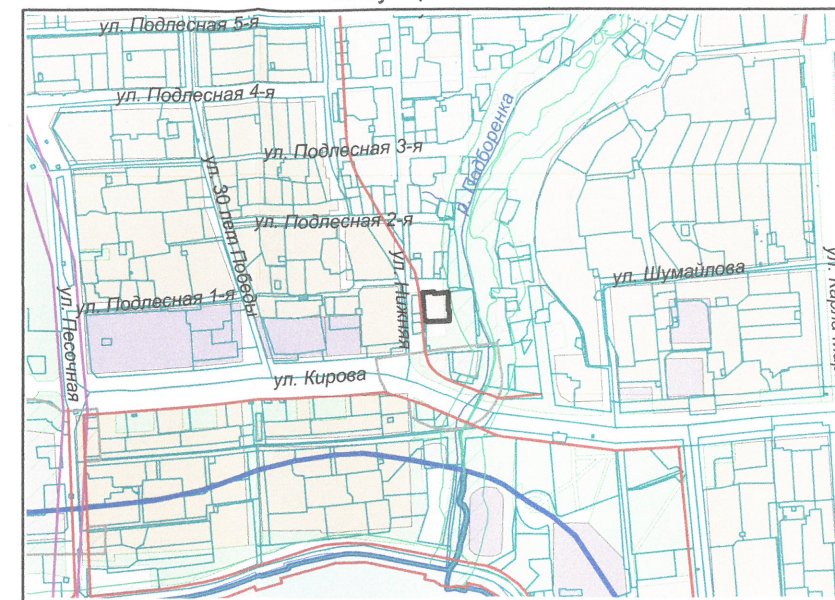 ул. Подлесная 5-я
ул. Подлесная 4-я
ул. Подлесная 3-я
р. Подборенка
ул. 30 лет Победы
ул. Подлесная 2-я
ул. Нижняя
ул. Шумайлова
ул. Подлесная 1-я
ул. Песочная
ул. Кирова